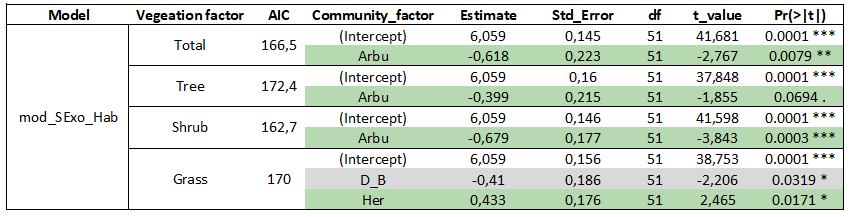 Model Vegeation factor AIC Community_factor Estimate Std_Error df t_value Pr(>|t|)
mod_SExo_Hab
Total 166,5 (Intercept) 6,059 0,145 51 41,681 0.0001 ***
Arbu -0,618 0,223 51 -2,767 0.0079 **
Tree 172,4 (Intercept) 6,059 0,16 51 37,848 0.0001 ***
Arbu -0,399 0,215 51 -1,855 0.0694 .
Shrub 162,7 (Intercept) 6,059 0,146 51 41,598 0.0001 ***
Arbu -0,679 0,177 51 -3,843 0.0003 ***
Grass 170 (Intercept) 6,059 0,156 51 38,753 0.0001 ***
D_B -0,41 0,186 51 -2,206 0.0319 *
Her 0,433 0,176 51 2,465 0.0171 *